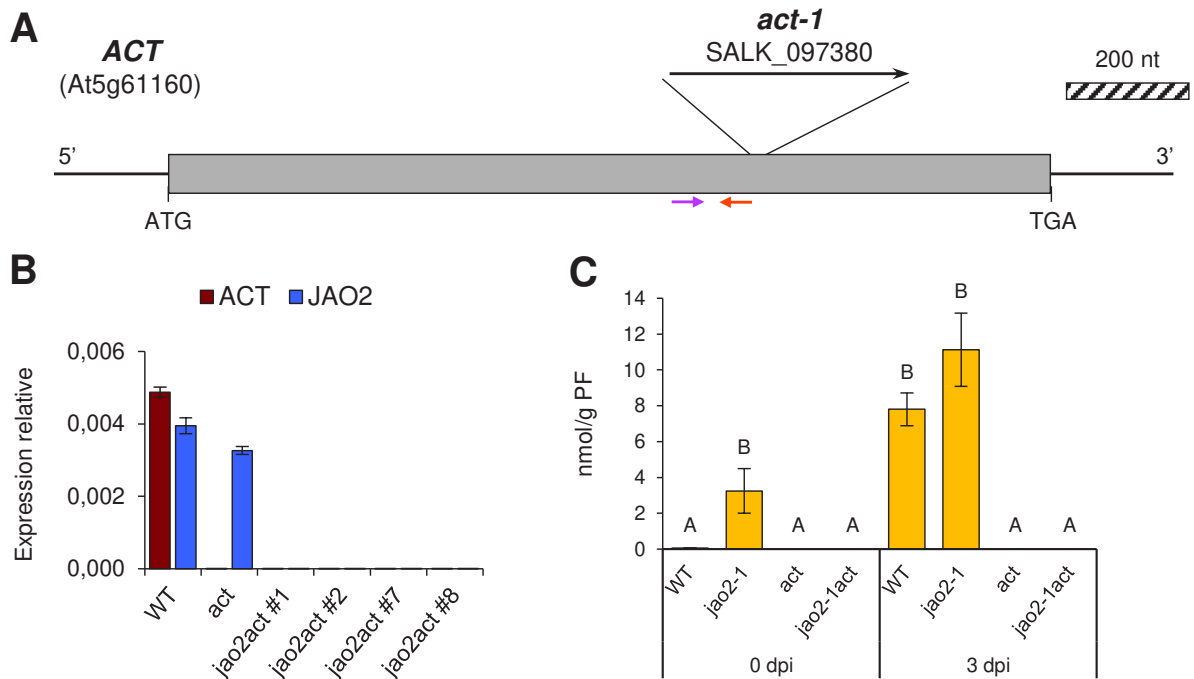 A
ACT
(At5g61160)
act-1
SALK_097380
200 nt
5’
3’
ATG
TGA
B
ACT
JAO2
Expression relative
0,006
0,004
0,002
0,000
WT
act
jao2act #1
jao2act #2
jao2act #7
jao2act #8
C
nmol/g PF
14
12
10
8
6
4
2
0
A
B
A
A
B
B
A
A
WT
jao2-1
act
jao2-1act
WT
jao2-1
act
jao2-1act
0 dpi
3 dpi